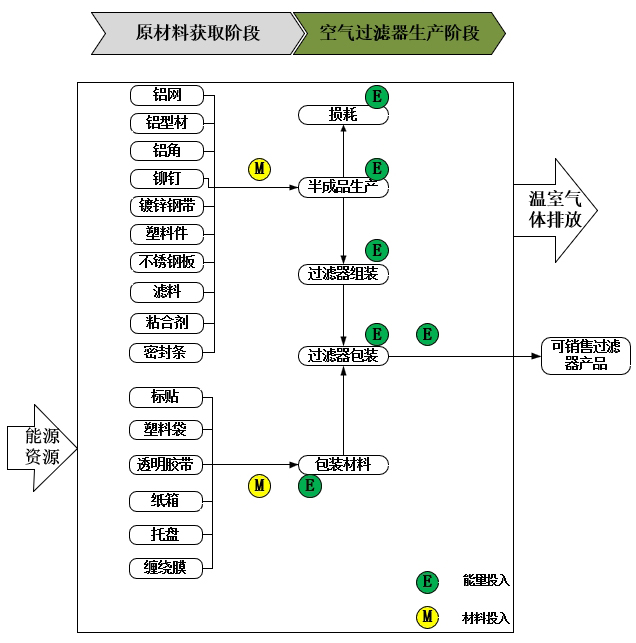 原材料获取阶段
空气过滤器生产阶段
铝网
铝型材
铝角
铆钉
镀锌钢带
塑料件
不锈钢板
滤料
粘合剂
密封条
M
E
损耗
E
半成品生产
E
过滤器组装
E
E
过滤器包装
温室气
体排放
可销售过滤
器产品
能源
资源
标贴
塑料袋
透明胶带
纸箱
托盘
缠绕膜
M
E
包装材料
E
能量投入
M
材料投入